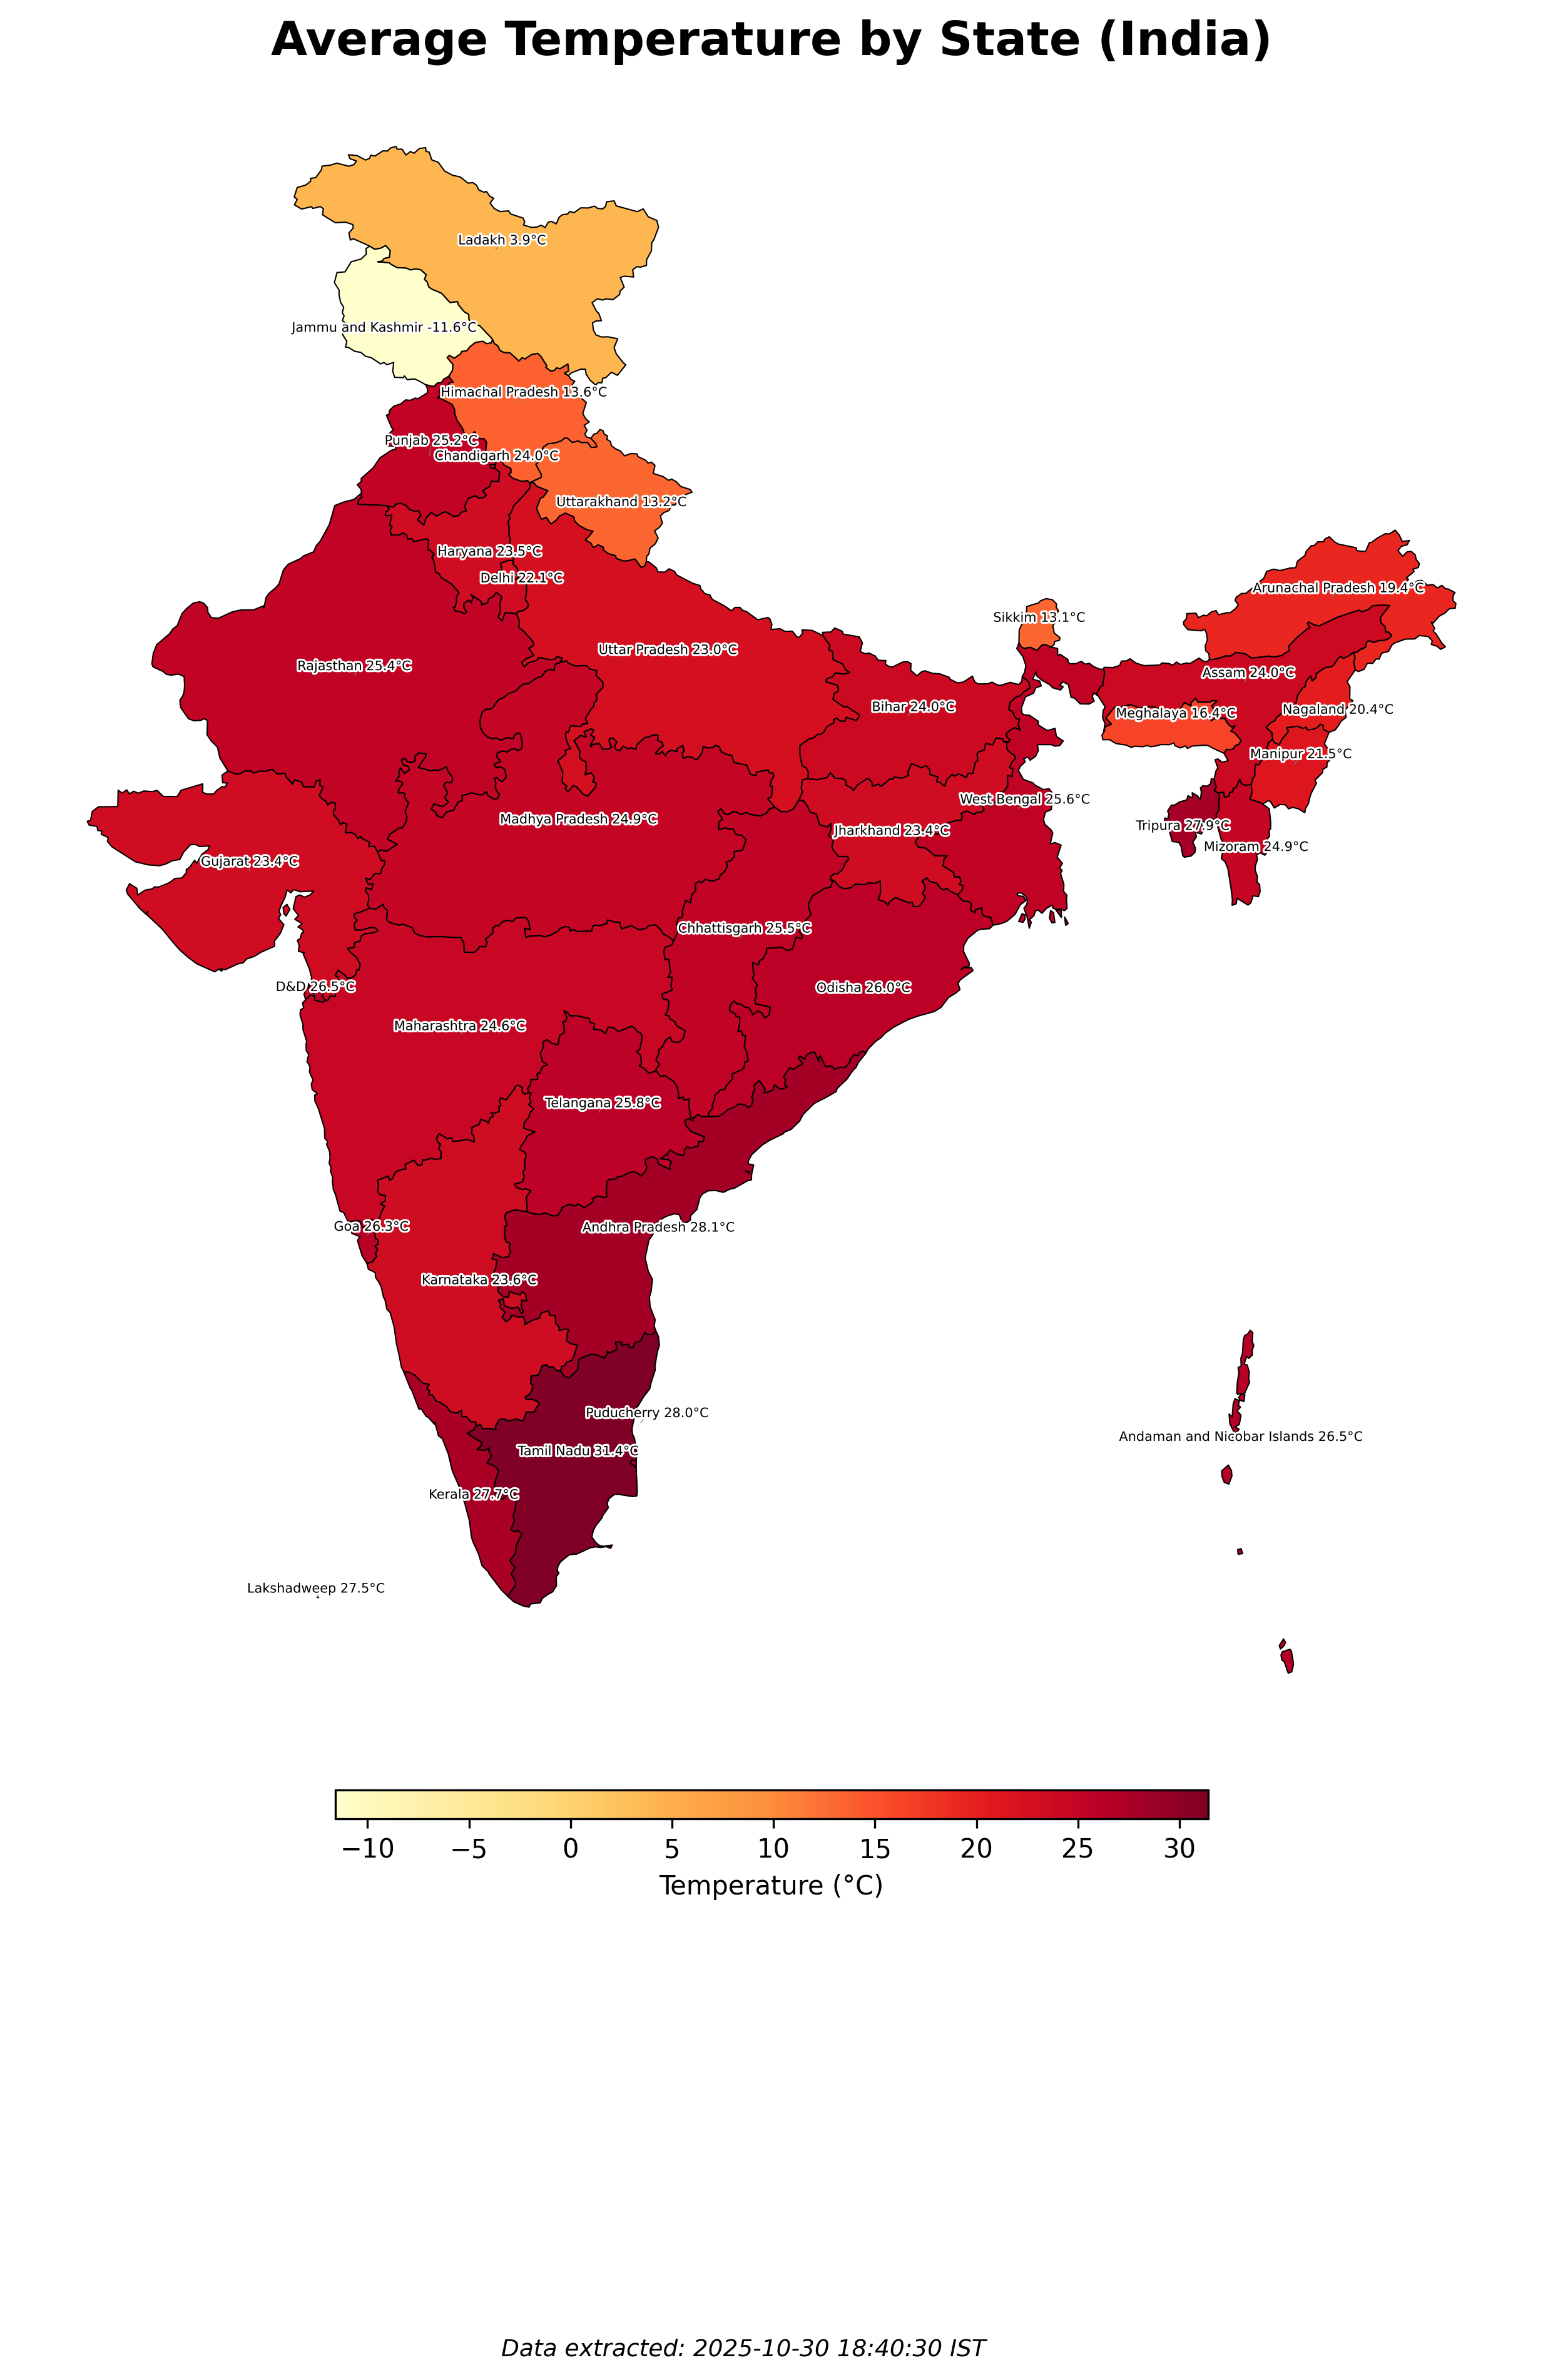 Average Temperature by State (India)
Ladakh 3.9°C
Jammu and Kashmir -11.6°C
Himachal Pradesh 13.6°C
Punjab 25.2°C
Chandigarh 24.0°C
Uttarakhand 13.2°C
Haryana 23.5°C
Delhi 22.1°C
Arunachal Pradesh 19.4°C
Sikkim 13.1°C
Uttar Pradesh 23.0°C
Rajasthan 25.4°C
Assam 24.0°C
Bihar 24.0°C
Nagaland 20.4°C
Meghalaya 16.4°C
Manipur 21.5°C
West Bengal 25.6°C
Madhya Pradesh 24.9°C
Tripura 27.9°C
Jharkhand 23.4°C
Mizoram 24.9°C
Gujarat 23.4°C
Chhattisgarh 25.5°C
D&D 26.5°C
Odisha 26.0°C
Maharashtra 24.6°C
Telangana 25.8°C
Goa 26.3°C
Andhra Pradesh 28.1°C
Karnataka 23.6°C
Puducherry 28.0°C
Andaman and Nicobar Islands 26.5°C
Tamil Nadu 31.4°C
Kerala 27.7°C
Lakshadweep 27.5°C
−10 −5 0 5 10 15 20 25 30
Temperature (°C)
Data extracted: 2025-10-30 18:40:30 IST